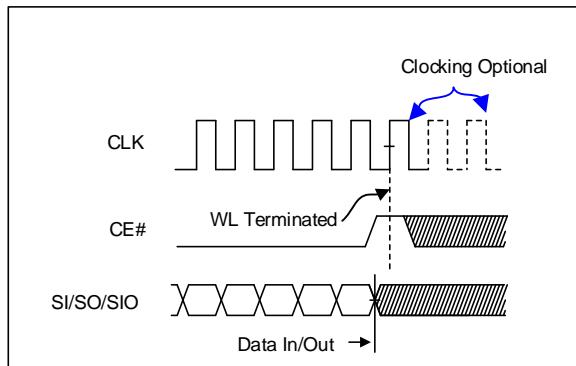 Clocking Optional
CLK
WL Terminated
CE#
SI/SO/SIO
Data In/Out